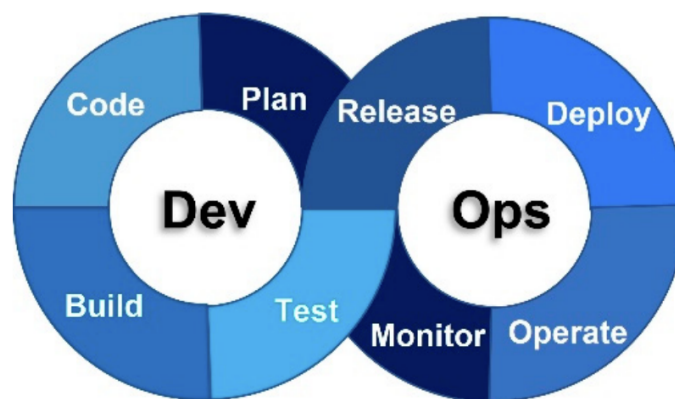 Code
Plan
Release
Deploy
Dev
Ops
Build
Test
Monitor
Operate